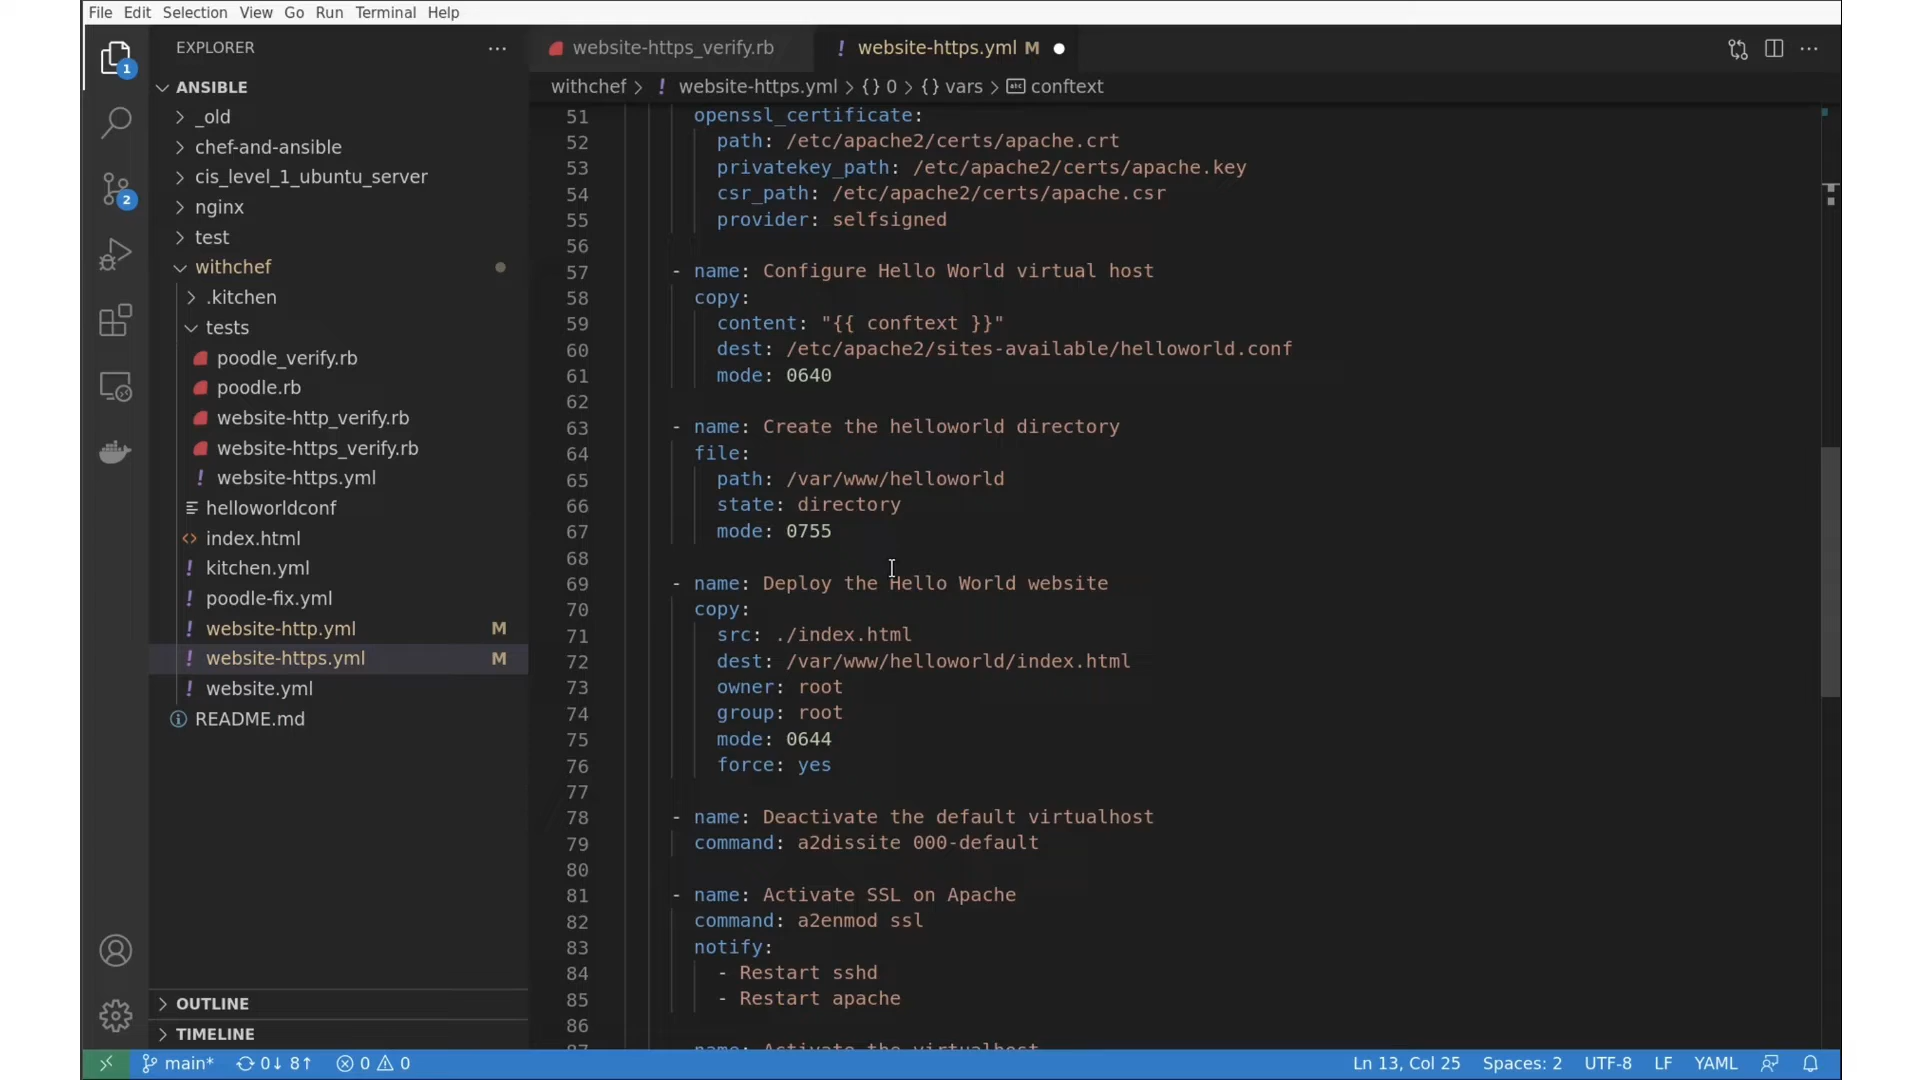 File Edit Selection View Go Run Terminal Help
EXPLORER
website-https_verify.rb
! website-https.yml M
ANSIBLE
withchef > ! website-https.yml > {} 0 > {} vars > abc conftext
_old
chef-and-ansible
cis_level_1_ubuntu_server
nginx
test
withchef
.kitchen
tests
poodle_verify.rb
poodle.rb
website-http_verify.rb
website-https_verify.rb
! website-https.yml
helloworldconf
<> index.html
! kitchen.yml
! poodle-fix.yml
! website-http.yml M
! website-https.yml M
! website.yml
README.md
OUTLINE
TIMELINE
1
2
51 openssl_certificate:
52 path: /etc/apache2/certs/apache.crt
53 privatekey_path: /etc/apache2/certs/apache.key
54 csr_path: /etc/apache2/certs/apache.csr
55 provider: selfsigned
56
57 - name: Configure Hello World virtual host
58 copy:
59 content: "{{ conftext }}"
60 dest: /etc/apache2/sites-available/helloworld.conf
61 mode: 0640
62
63 - name: Create the helloworld directory
64 file:
65 path: /var/www/helloworld
66 state: directory
67 mode: 0755
68
69 - name: Deploy the Hello World website
70 copy:
71 src: ./index.html
72 dest: /var/www/helloworld/index.html
73 owner: root
74 group: root
75 mode: 0644
76 force: yes
77
78 - name: Deactivate the default virtualhost
79 command: a2dissite 000-default
80
81 - name: Activate SSL on Apache
82 command: a2enmod ssl
83 notify:
84 - Restart sshd
85 - Restart apache
86
87 name: Activate the virtualhost
main* 0↓ 8↑ 0 0
Ln 13, Col 25 Spaces: 2 UTF-8 LF YAML